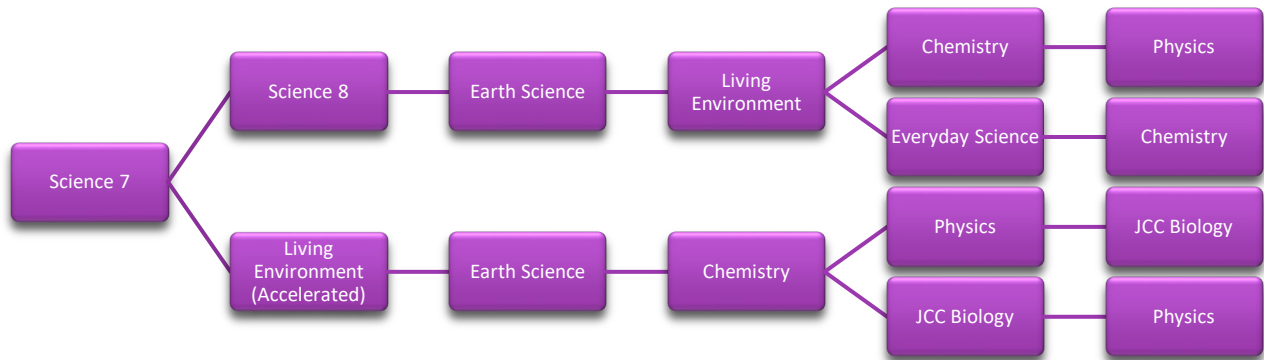 Science 7
Science 8
Earth Science
Living
Environment
Chemistry
Physics
Everyday Science
Chemistry
Living
Environment
(Accelerated)
Earth Science
Chemistry
Physics
JCC Biology
JCC Biology
Physics